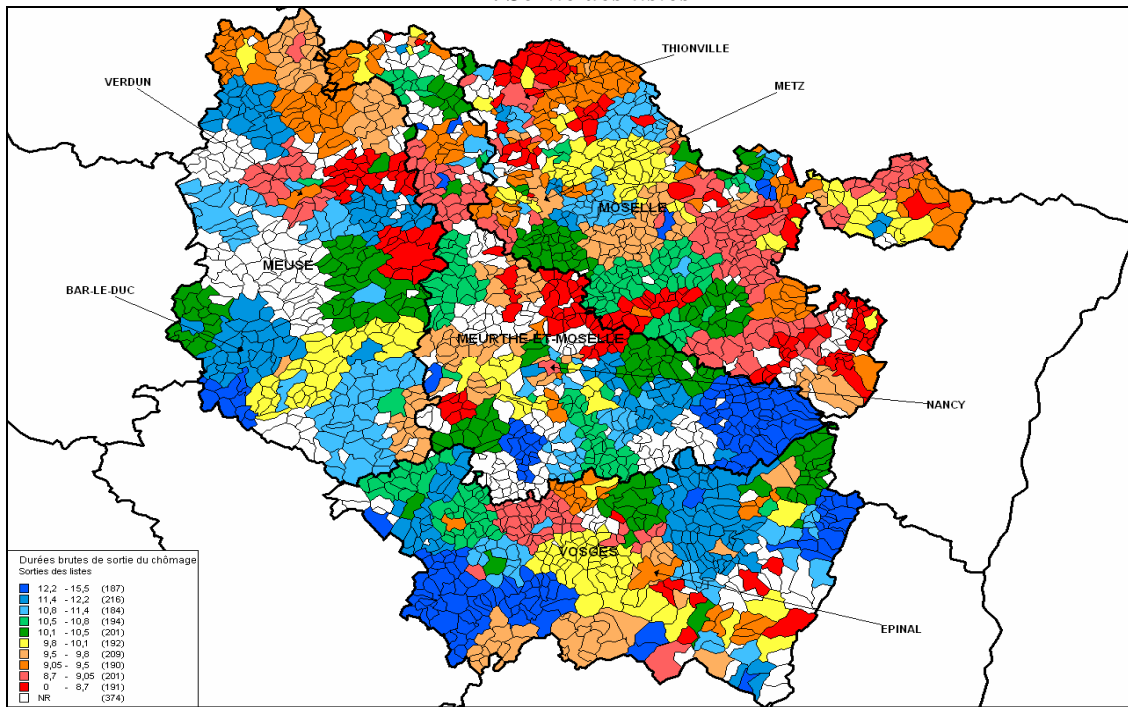 THIONVILLE
VERDUN
METZ
MOSELLE
MEUSE
BAR-LE-DUC
MEURTHE-ET-MOSELLE
NANCY
VOSGES
EPINAL
Durées brutes de sortie du chômage
Sorties des listes
12,2 - 15,5 (187)
11,4 - 12,2 (216)
10,8 - 11,4 (184)
10,5 - 10,8 (194)
10,1 - 10,5 (201)
9,8 - 10,1 (192)
9,5 - 9,8 (209)
9,05 - 9,5 (190)
8,7 - 9,05 (201)
0 - 8,7 (191)
NR (374)